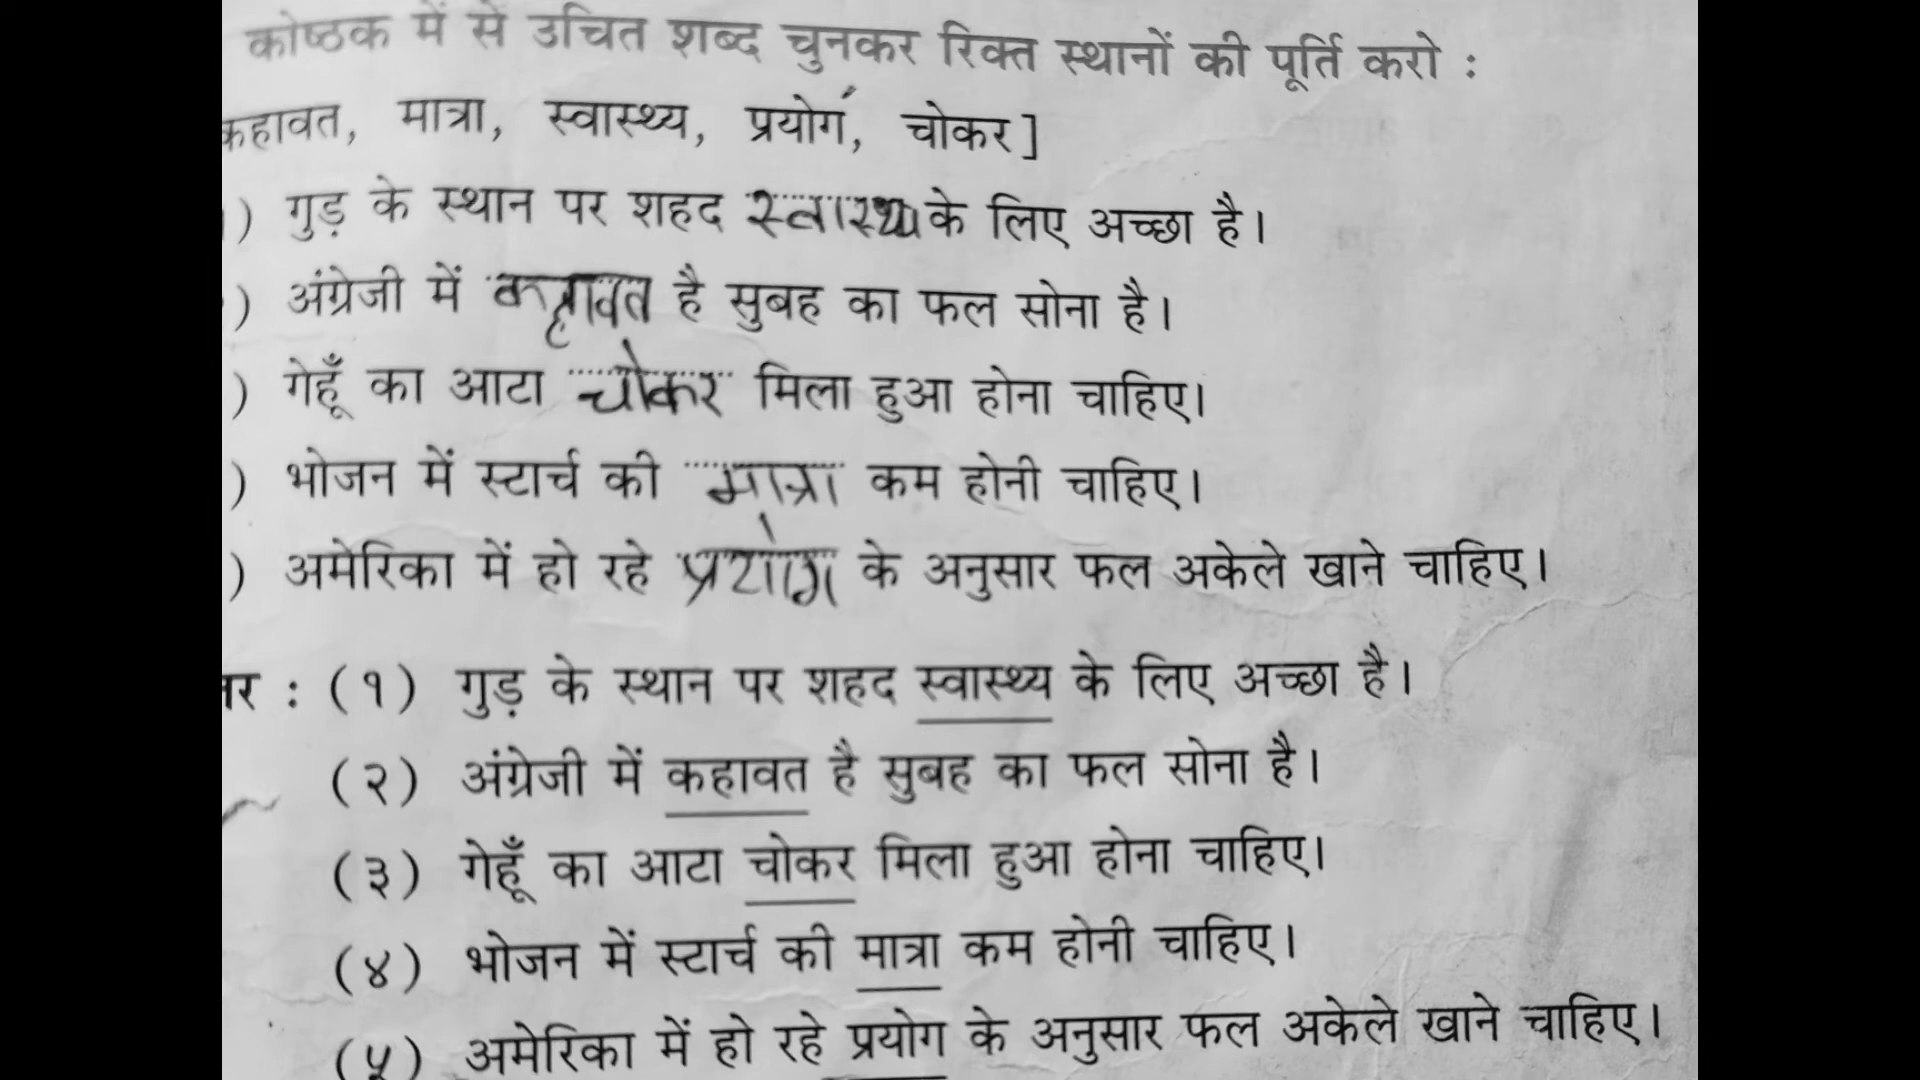 कोष्ठक में से उचित शब्द चुनकर रिक्त स्थानों की पूर्ति करो :
कहावत, मात्रा, स्वास्थ्य, प्रयोग, चोकर]
) गुड़ के स्थान पर शहद स्वास्थ्य के लिए अच्छा है।
) अंग्रेजी में कहावत है सुबह का फल सोना है।
) गेहूँ का आटा चोकर मिला हुआ होना चाहिए।
) भोजन में स्टार्च की मात्रा कम होनी चाहिए।
) अमेरिका में हो रहे प्रयोग के अनुसार फल अकेले खाने चाहिए।
: (१) गुड़ के स्थान पर शहद स्वास्थ्य के लिए अच्छा है।
(२) अंग्रेजी में कहावत है सुबह का फल सोना है।
(३) गेहूँ का आटा चोकर मिला हुआ होना चाहिए।
(४) भोजन में स्टार्च की मात्रा कम होनी चाहिए।
(५) अमेरिका में हो रहे प्रयोग के अनुसार फल अकेले खाने चाहिए।